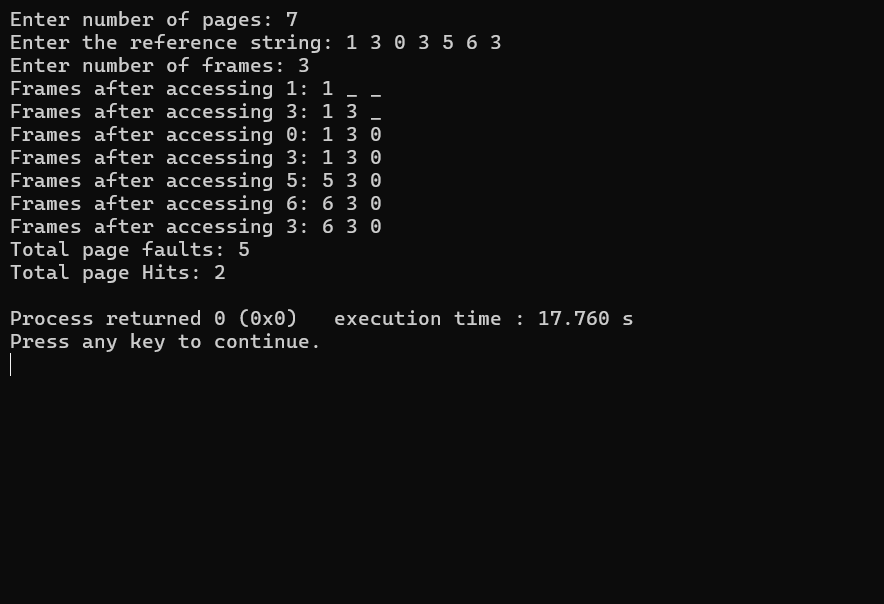 Enter number of pages: 7
Enter the reference string: 1 3 0 3 5 6 3
Enter number of frames: 3
Frames after accessing 1: 1 _ _
Frames after accessing 3: 1 3 _
Frames after accessing 0: 1 3 0
Frames after accessing 3: 1 3 0
Frames after accessing 5: 5 3 0
Frames after accessing 6: 6 3 0
Frames after accessing 3: 6 3 0
Total page faults: 5
Total page Hits: 2
Process returned 0 (0x0)   execution time : 17.760 s
Press any key to continue.